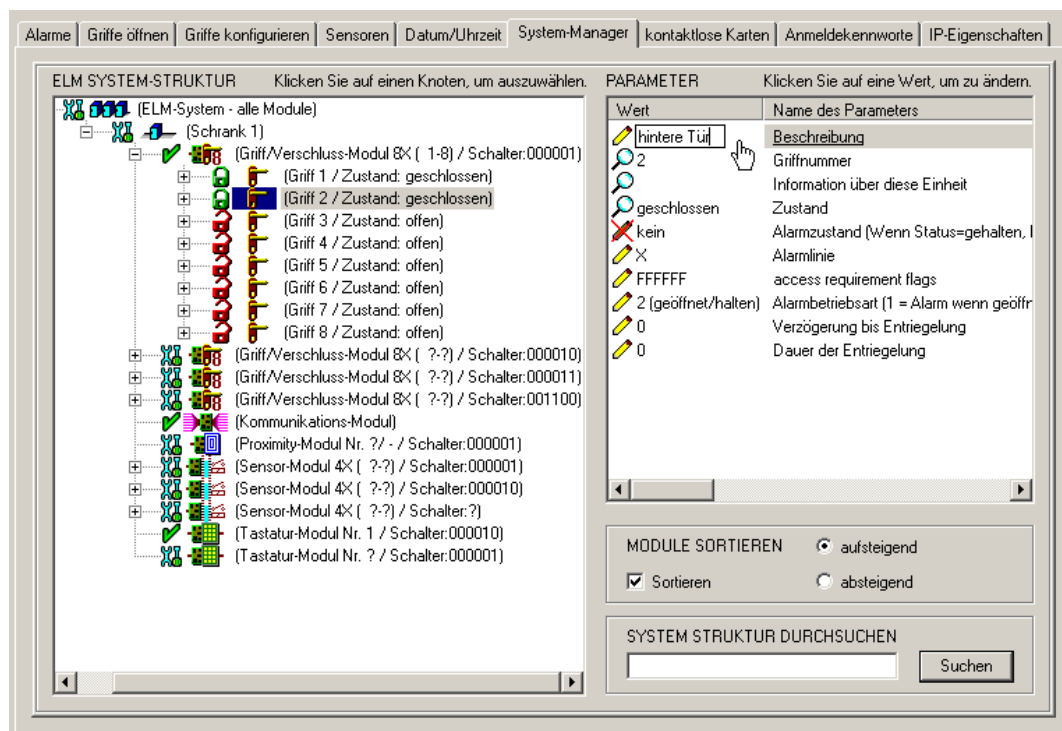 Alarme Griffe öffnen Griffe konfigurieren Sensoren Datum/Uhrzeit System-Manager kontaktlose Karten Anmeldekennworte IP-Eigenschaften
ELM SYSTEM-STRUKTUR Klicken Sie auf einen Knoten, um auszuwählen.
(ELM-System - alle Module)
(Schrank 1)
(Griff/Verschluss-Modul 8X ( 1-8) / Schalter:000001)
(Griff 1 / Zustand: geschlossen)
(Griff 2 / Zustand: geschlossen)
(Griff 3 / Zustand: offen)
(Griff 4 / Zustand: offen)
(Griff 5 / Zustand: offen)
(Griff 6 / Zustand: offen)
(Griff 7 / Zustand: offen)
(Griff 8 / Zustand: offen)
(Griff/Verschluss-Modul 8X ( ?-?) / Schalter:000010)
(Griff/Verschluss-Modul 8X ( ?-?) / Schalter:000011)
(Griff/Verschluss-Modul 8X ( ?-?) / Schalter:001100)
(Kommunikations-Modul)
(Proximity-Modul Nr. ?/ - / Schalter:000001)
(Sensor-Modul 4X ( ?-?) / Schalter:000001)
(Sensor-Modul 4X ( ?-?) / Schalter:000010)
(Sensor-Modul 4X ( ?-?) / Schalter:?)
(Tastatur-Modul Nr. 1 / Schalter:000010)
(Tastatur-Modul Nr. ? / Schalter:000001)
PARAMETER Klicken Sie auf eine Wert, um zu ändern.
Wert Name des Parameters
hintere Tür Beschreibung
2 Griffnummer
Information über diese Einheit
geschlossen Zustand
kein Alarmzustand (Wenn Status=gehalten, l
X Alarmlinie
FFFFFF access requirement flags
2 (geöffnet/halten) Alarmbetriebsart (1 = Alarm wenn geöffr
0 Verzögerung bis Entriegelung
0 Dauer der Entriegelung
MODULE SORTIEREN aufsteigend
Sortieren absteigend
SYSTEM STRUKTUR DURCHSUCHEN
Suchen